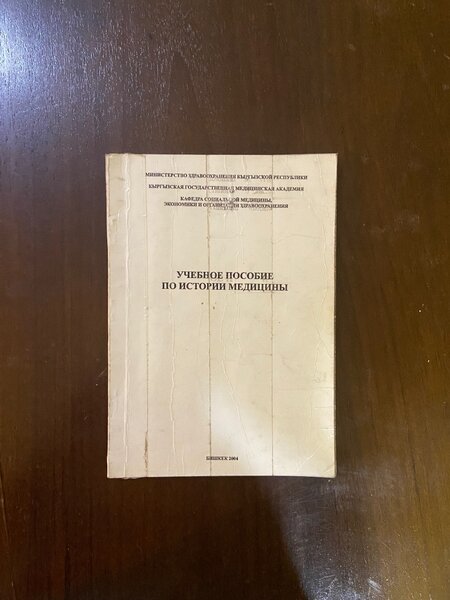 МИНИСТЕРСТВО ЗДРАВООХРАНЕНИЯ КЫРГЫЗСКОЙ РЕСПУБЛИКИ
КЫРГЫЗСКАЯ ГОСУДАРСТВЕННАЯ МЕДИЦИНСКАЯ АКАДЕМИЯ
КАФЕДРА СОЦИАЛЬНОЙ МЕДИЦИНЫ,
ЭКОНОМИКИ И ОРГАНИЗАЦИИ ЗДРАВООХРАНЕНИЯ
УЧЕБНОЕ ПОСОБИЕ
ПО ИСТОРИИ МЕДИЦИНЫ
БИШКЕК 2004